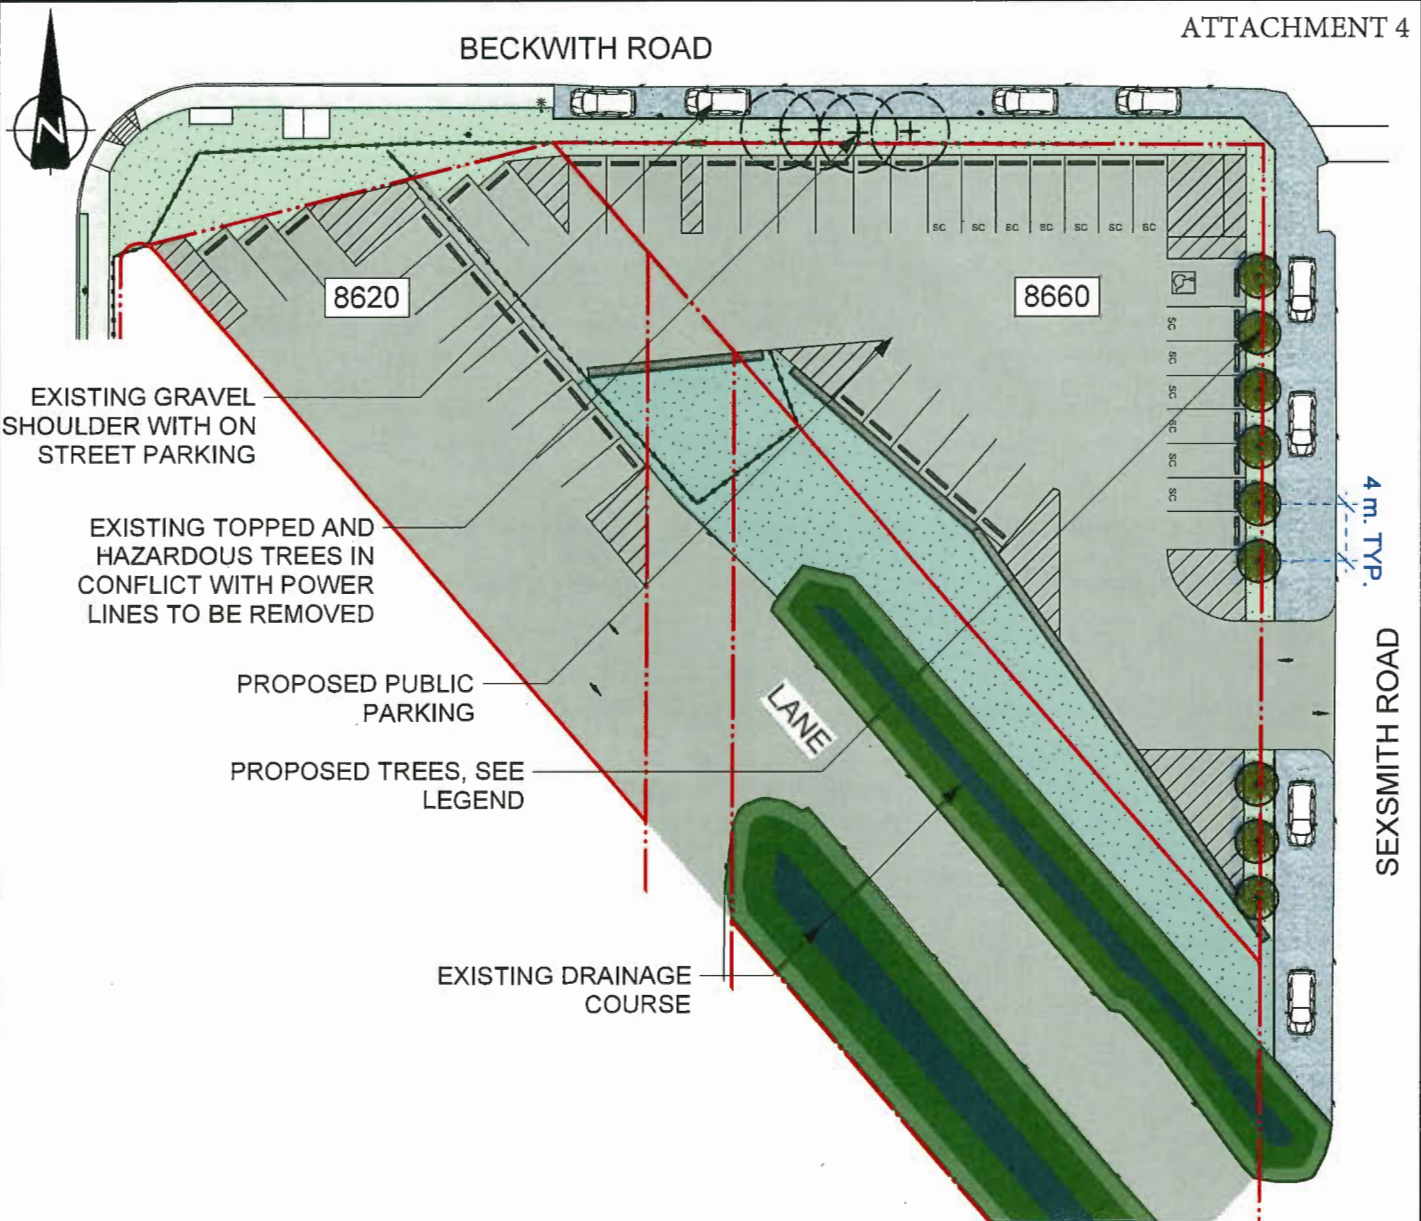 ATTACHMENT 4
BECKWITH ROAD
N
SC SC SC SC SC SC SC
8620
8660
SC
SC
SC
SC
SC
SC
EXISTING GRAVEL
SHOULDER WITH ON
STREET PARKING
4 m. TYP.
EXISTING TOPPED AND
HAZARDOUS TREES IN
CONFLICT WITH POWER
LINES TO BE REMOVED
PROPOSED PUBLIC
PARKING
LANE
SEXSMITH ROAD
PROPOSED TREES, SEE
LEGEND
EXISTING DRAINAGE
COURSE